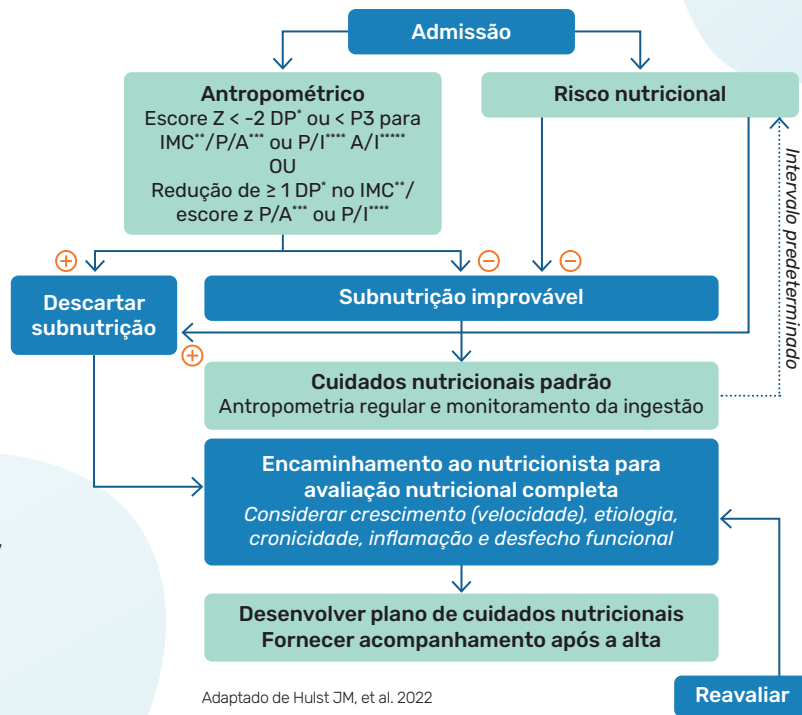 Admissão
Antropométrico
Escore Z < -2 DP* ou < P3 para
IMC**/P/A*** ou P/I**** A/I*****
OU
Redução de ≥ 1 DP* no IMC**/
escore z P/A*** ou P/I****
Risco nutricional
Intervalo predeterminado
+
-
-
Descartar
subnutrição
Subnutrição improvável
+
Cuidados nutricionais padrão
Antropometria regular e monitoramento da ingestão
Encaminhamento ao nutricionista para
avaliação nutricional completa
Considerar crescimento (velocidade), etiologia,
cronicidade, inflamação e desfecho funcional
Desenvolver plano de cuidados nutricionais
Fornecer acompanhamento após a alta
Adaptado de Hulst JM, et al. 2022
Reavaliar